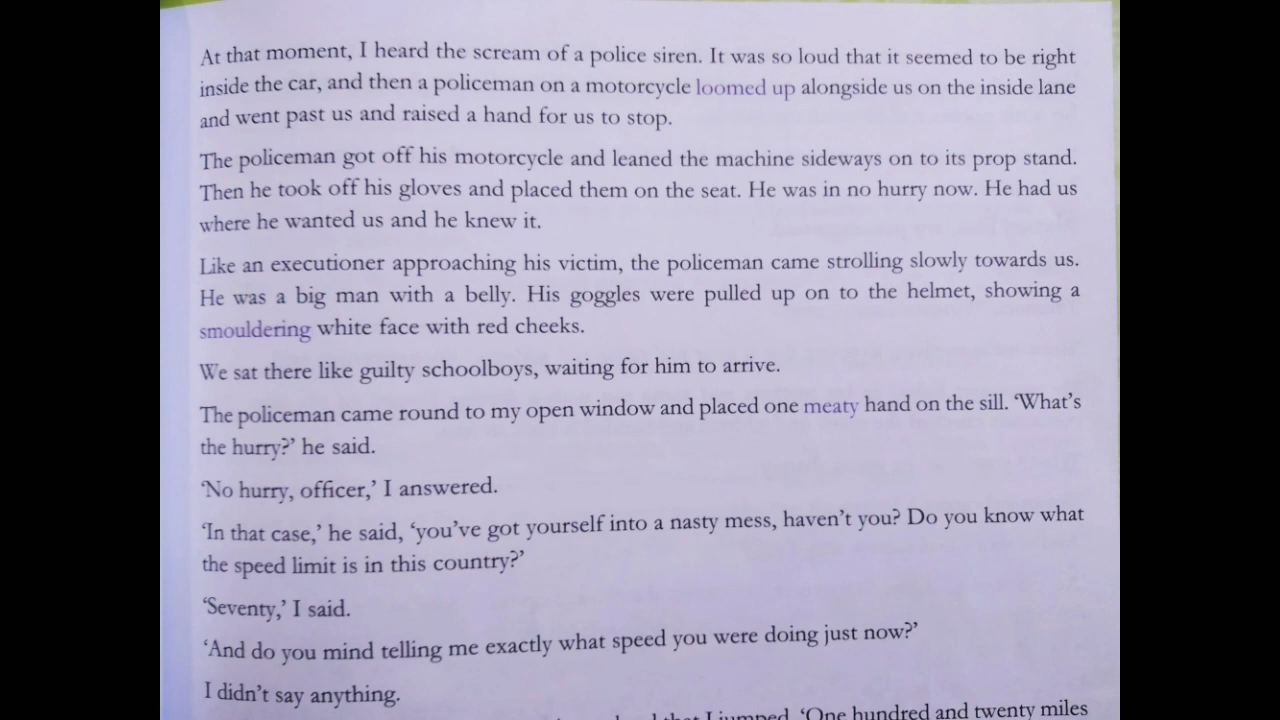 At that moment, I heard the scream of a police siren. It was so loud that it seemed to be right
inside the car, and then a policeman on a motorcycle loomed up alongside us on the inside lane
and went past us and raised a hand for us to stop.
The policeman got off his motorcycle and leaned the machine sideways on to its prop stand.
Then he took off his gloves and placed them on the seat. He was in no hurry now. He had us
where he wanted us and he knew it.
Like an executioner approaching his victim, the policeman came strolling slowly towards us.
He was a big man with a belly. His goggles were pulled up on to the helmet, showing a
smouldering white face with red cheeks.
We sat there like guilty schoolboys, waiting for him to arrive.
The policeman came round to my open window and placed one meaty hand on the sill. ‘What’s
the hurry?’ he said.
‘No hurry, officer,’ I answered.
‘In that case,’ he said, ‘you’ve got yourself into a nasty mess, haven’t you? Do you know what
the speed limit is in this country?’
‘Seventy,’ I said.
‘And do you mind telling me exactly what speed you were doing just now?’
I didn’t say anything.
that I jumped. ‘One hundred and twenty miles